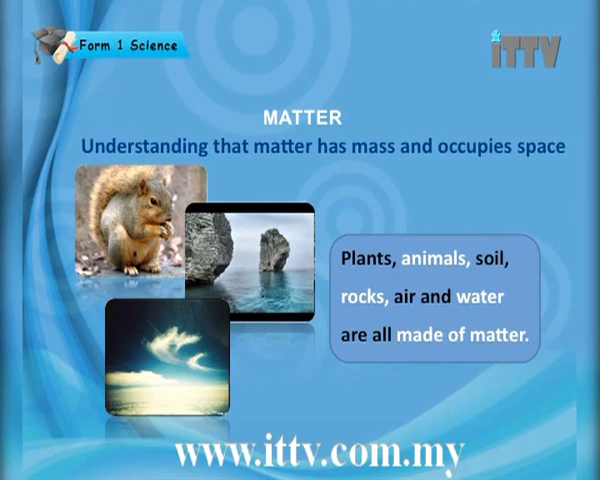 Form 1 Science
iTTV
MATTER
Understanding that matter has mass and occupies space
Plants, animals, soil,
rocks, air and water
are all made of matter.
www.ittv.com.my